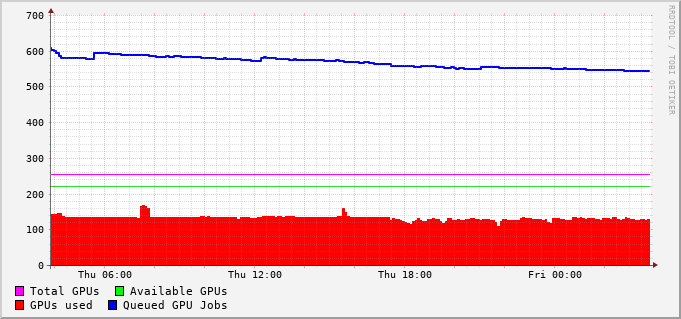 700
600
500
400
300
200
100
0
Thu 06:00 Thu 12:00 Thu 18:00 Fri 00:00
Total GPUs Available GPUs
GPUs used Queued GPU Jobs
RRDTOOL / TOBI OETIKER